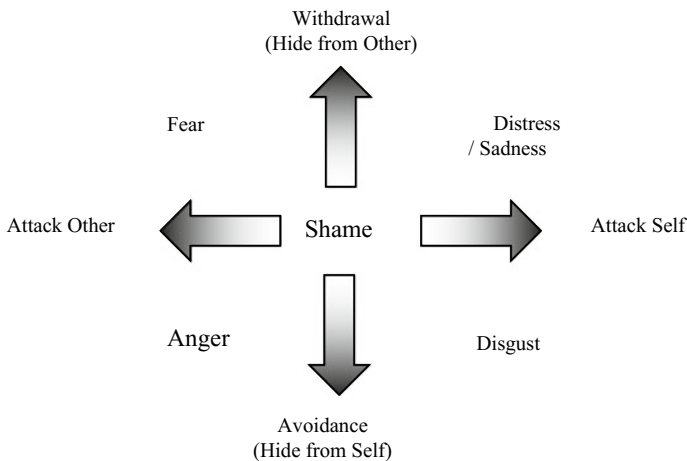 Withdrawal
(Hide from Other)
Fear
Distress
/ Sadness
Attack Other
Shame
Attack Self
Anger
Disgust
Avoidance
(Hide from Self)